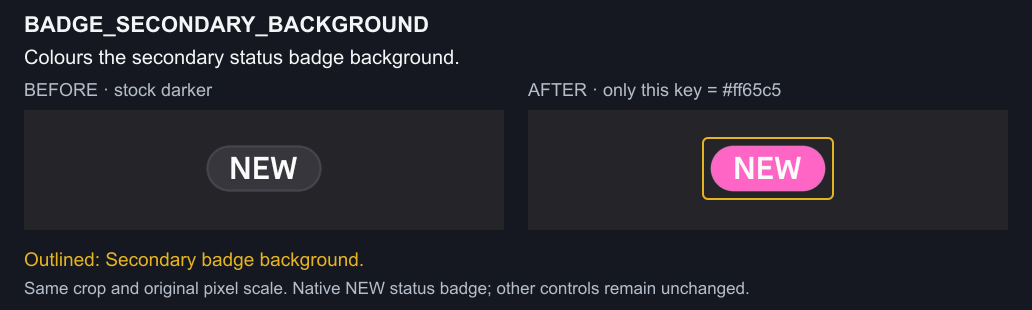 BADGE_SECONDARY_BACKGROUND
Colours the secondary status badge background.
BEFORE · stock darker
AFTER · only this key = #ff65c5
NEW
NEW
Outlined: Secondary badge background.
Same crop and original pixel scale. Native NEW status badge; other controls remain unchanged.